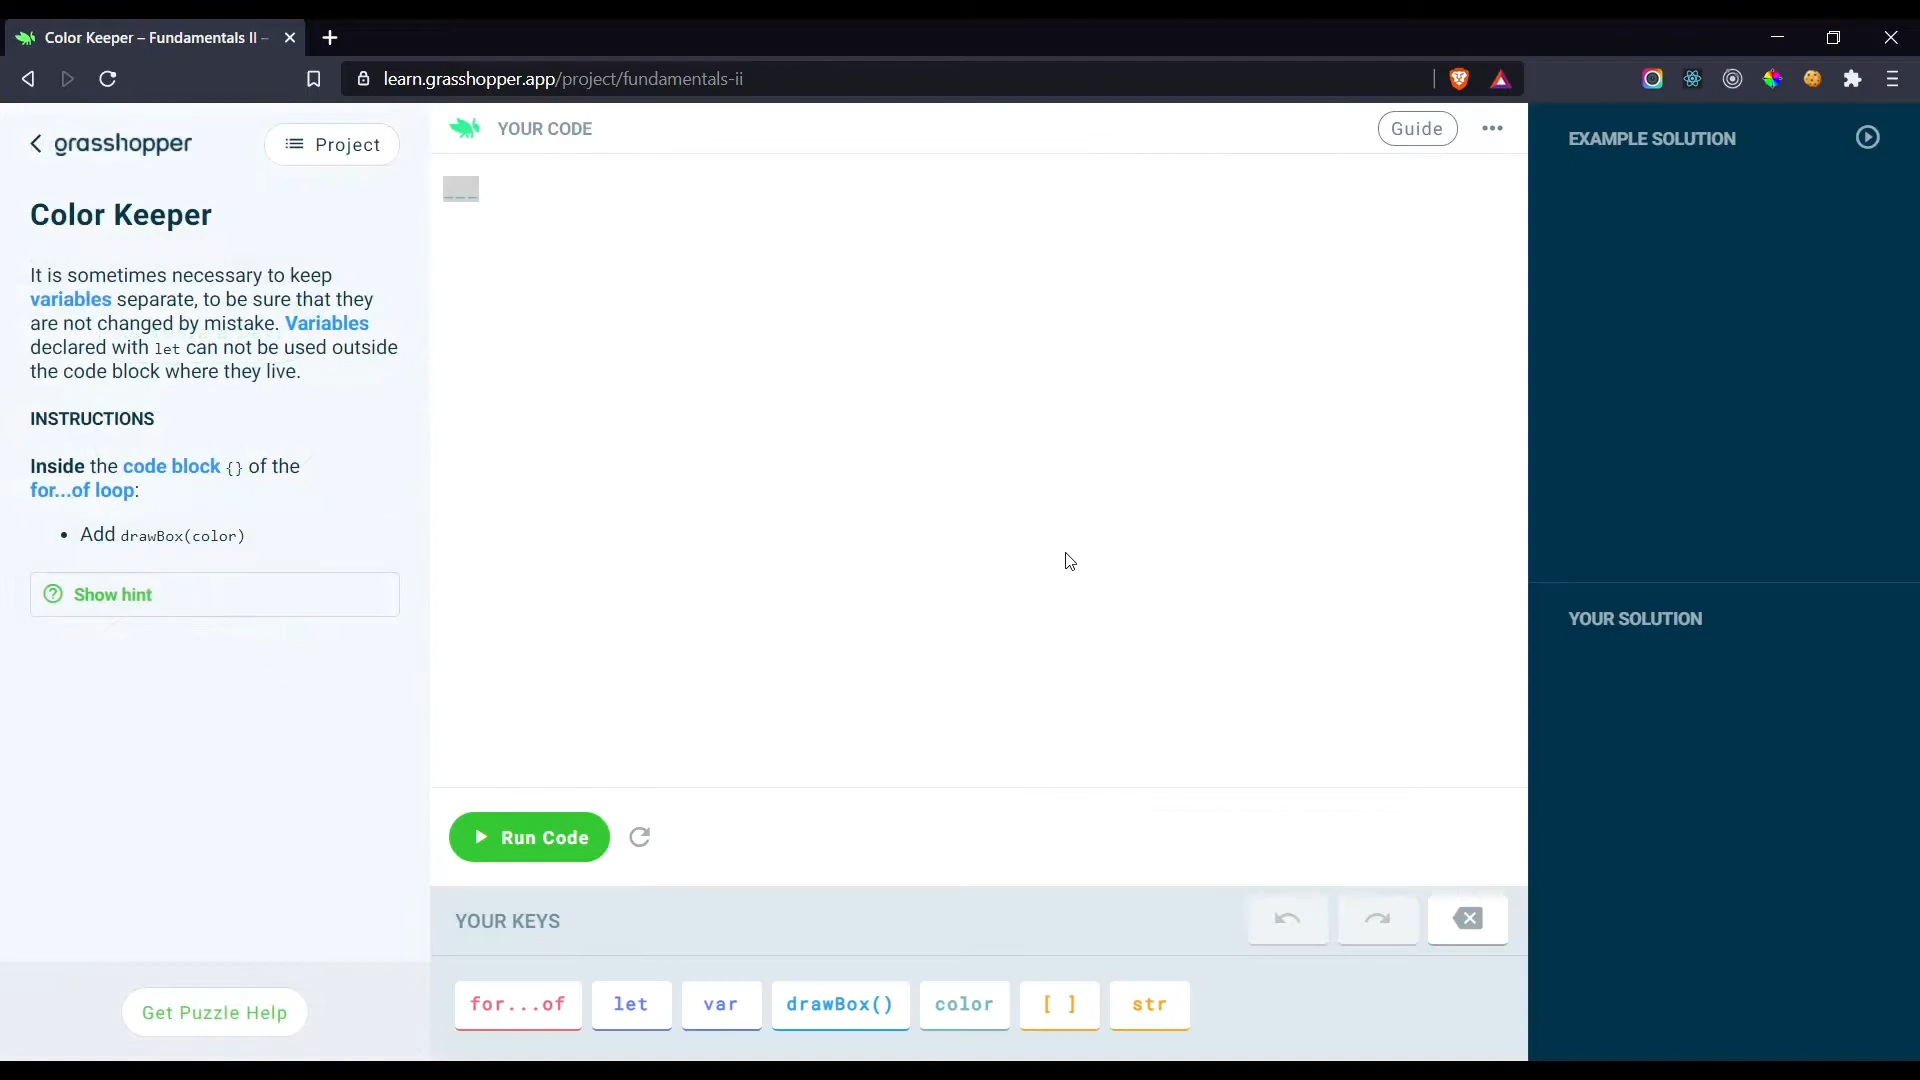 Color Keeper – Fundamentals II –
learn.grasshopper.app/project/fundamentals-ii
grasshopper
Project
Color Keeper
It is sometimes necessary to keep
variables separate, to be sure that they
are not changed by mistake. Variables
declared with let can not be used outside
the code block where they live.
INSTRUCTIONS
Inside the code block {} of the
for...of loop:
• Add drawBox(color)
Show hint
Get Puzzle Help
YOUR CODE
Guide
___
Run Code
YOUR KEYS
for...of let var drawBox() color [ ] str
EXAMPLE SOLUTION
YOUR SOLUTION